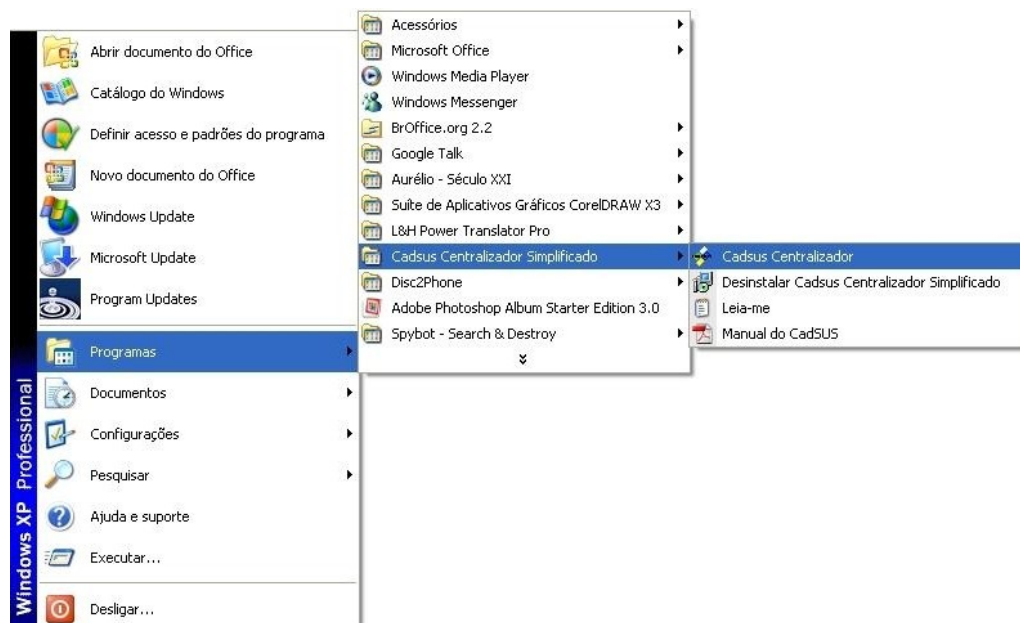 Abrir documento do Office
Catálogo do Windows
Definir acesso e padrões do programa
Novo documento do Office
Windows Update
Microsoft Update
Program Updates
Programas
Documentos
Configurações
Pesquisar
Ajuda e suporte
Executar...
Desligar...
Windows XP Professional
Acessórios
Microsoft Office
Windows Media Player
Windows Messenger
BrOffice.org 2.2
Google Talk
Aurélio - Século XXI
Suíte de Aplicativos Gráficos CorelDRAW X3
L&H Power Translator Pro
Cadsus Centralizador Simplificado
Disc2Phone
Adobe Photoshop Album Starter Edition 3.0
Spybot - Search & Destroy
Cadsus Centralizador
Desinstalar Cadsus Centralizador Simplificado
Leia-me
Manual do CadSUS